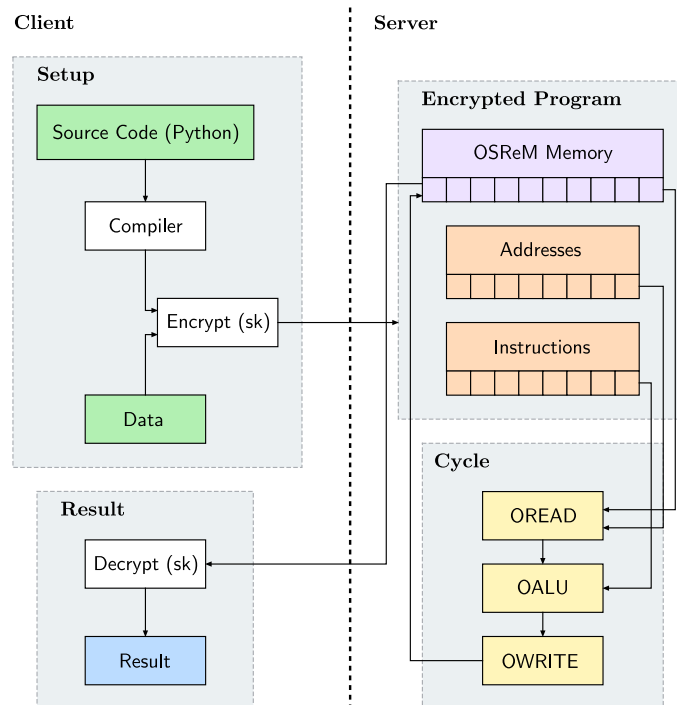 Client
Server
Setup
Source Code (Python)
Compiler
Encrypt (sk)
Data
Encrypted Program
OSReM Memory
Addresses
Instructions
Result
Decrypt (sk)
Result
Cycle
OREAD
OALU
OWRITE